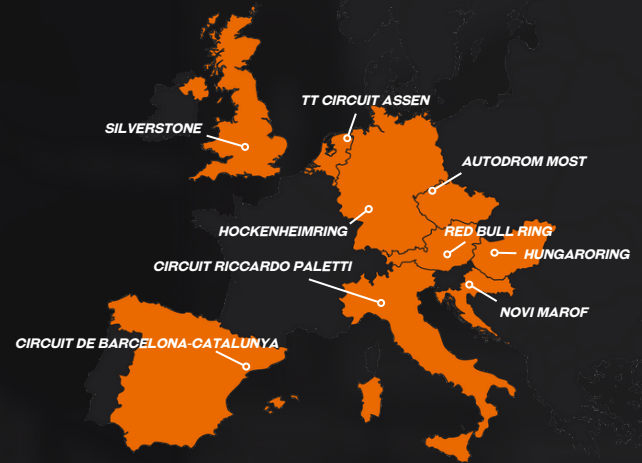 TT CIRCUIT ASSEN
SILVERSTONE
AUTODROM MOST
HOCKENHEIMRING
RED BULL RING
HUNGARORING
CIRCUIT RICCARDO PALETTI
NOVI MAROF
CIRCUIT DE BARCELONA-CATALUNYA